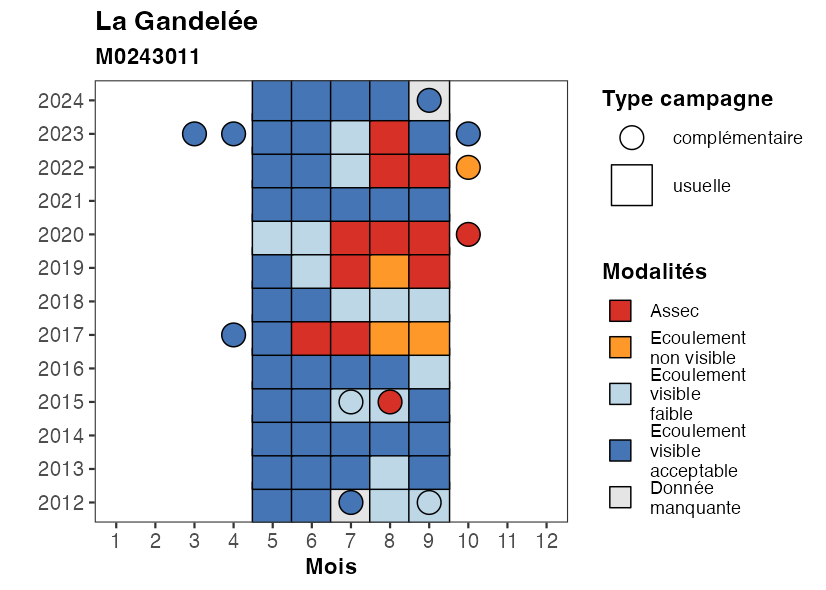 La Gandelée
M0243011
2024
2023
2022
2021
2020
2019
2018
2017
2016
2015
2014
2013
2012
1 2 3 4 5 6 7 8 9 10 11 12
Mois
Type campagne
complémentaire
usuelle
Modalités
Assec
Ecoulement
non visible
Ecoulement
visible
faible
Ecoulement
visible
acceptable
Donnée
manquante